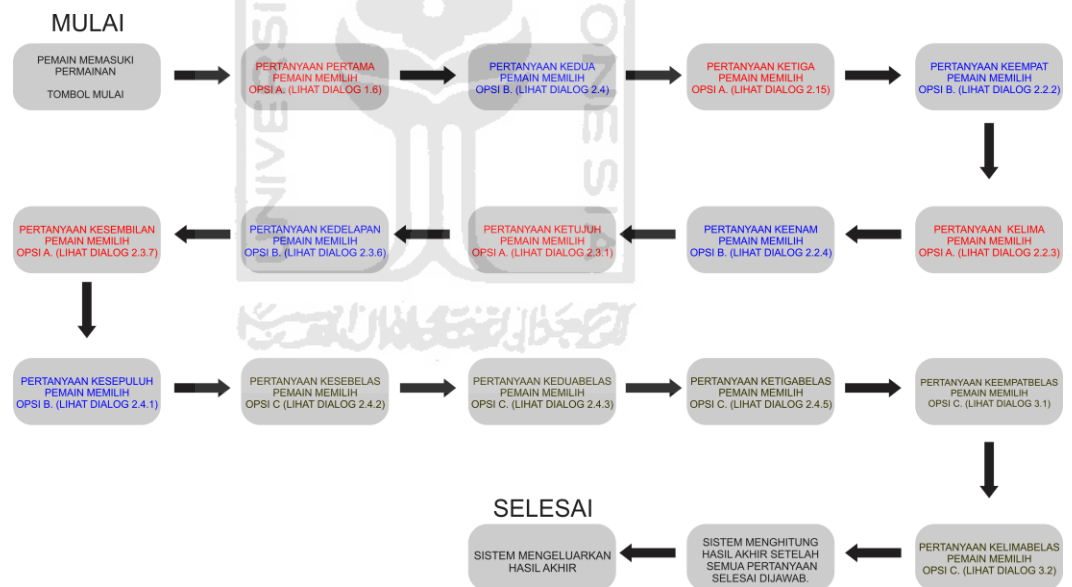 MULAI
PEMAIN MEMASUKI
PERMAINAN
TOMBOL MULAI
PERTANYAAN PERTAMA
PEMAIN MEMILIH
OPSI A. (LIHAT DIALOG 1.6)
PERTANYAAN KEDUA
PEMAIN MEMILIH
OPSI B. (LIHAT DIALOG 2.4)
PERTANYAAN KETIGA
PEMAIN MEMILIH
OPSI A. (LIHAT DIALOG 2.15)
PERTANYAAN KEEMPAT
PEMAIN MEMILIH
OPSI B. (LIHAT DIALOG 2.2.2)
PERTANYAAN KELIMA
PEMAIN MEMILIH
OPSI A. (LIHAT DIALOG 2.2.3)
PERTANYAAN KEENAM
PEMAIN MEMILIH
OPSI B. (LIHAT DIALOG 2.2.4)
PERTANYAAN KETUJUH
PEMAIN MEMILIH
OPSI A. (LIHAT DIALOG 2.3.1)
PERTANYAAN KEDELAPAN
PEMAIN MEMILIH
OPSI B. (LIHAT DIALOG 2.3.6)
PERTANYAAN KESEMBILAN
PEMAIN MEMILIH
OPSI A. (LIHAT DIALOG 2.3.7)
PERTANYAAN KESEPULUH
PEMAIN MEMILIH
OPSI B. (LIHAT DIALOG 2.4.1)
PERTANYAAN KESEBELAS
PEMAIN MEMILIH
OPSI C (LIHAT DIALOG 2.4.2)
PERTANYAAN KEDUABELAS
PEMAIN MEMILIH
OPSI C. (LIHAT DIALOG 2.4.3)
PERTANYAAN KETIGABELAS
PEMAIN MEMILIH
OPSI C. (LIHAT DIALOG 2.4.5)
PERTANYAAN KEEMPATBELAS
PEMAIN MEMILIH
OPSI C. (LIHAT DIALOG 3.1)
PERTANYAAN KELIMABELAS
PEMAIN MEMILIH
OPSI C. (LIHAT DIALOG 3.2)
SISTEM MENGHITUNG
HASIL AKHIR SETELAH
SEMUA PERTANYAAN
SELESAI DIJAWAB.
SELESAI
SISTEM MENGELUARKAN
HASIL AKHIR